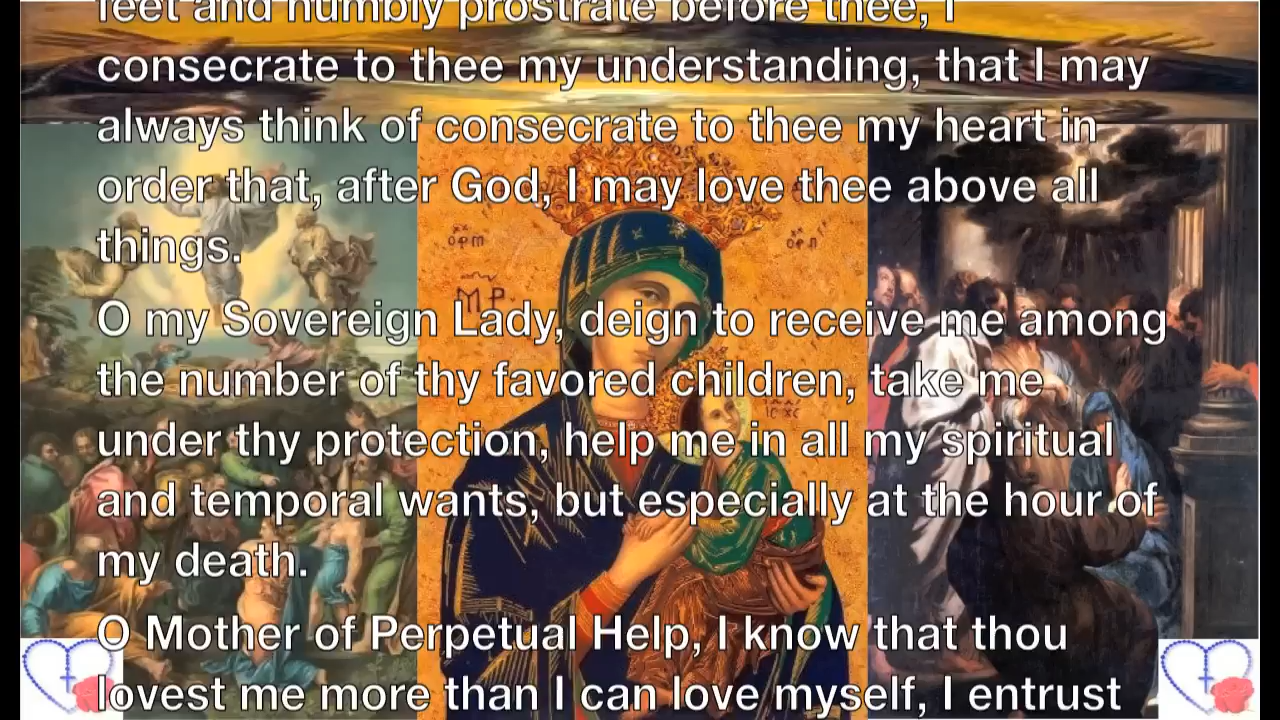 feet and humbly prostrate before thee, I
consecrate to thee my understanding, that I may
always think of consecrate to thee my heart in
order that, after God, I may love thee above all
things.
O my Sovereign Lady, deign to receive me among
the number of thy favored children, take me
under thy protection, help me in all my spiritual
and temporal wants, but especially at the hour of
my death.
O Mother of Perpetual Help, I know that thou
lovest me more than I can love myself, I entrust